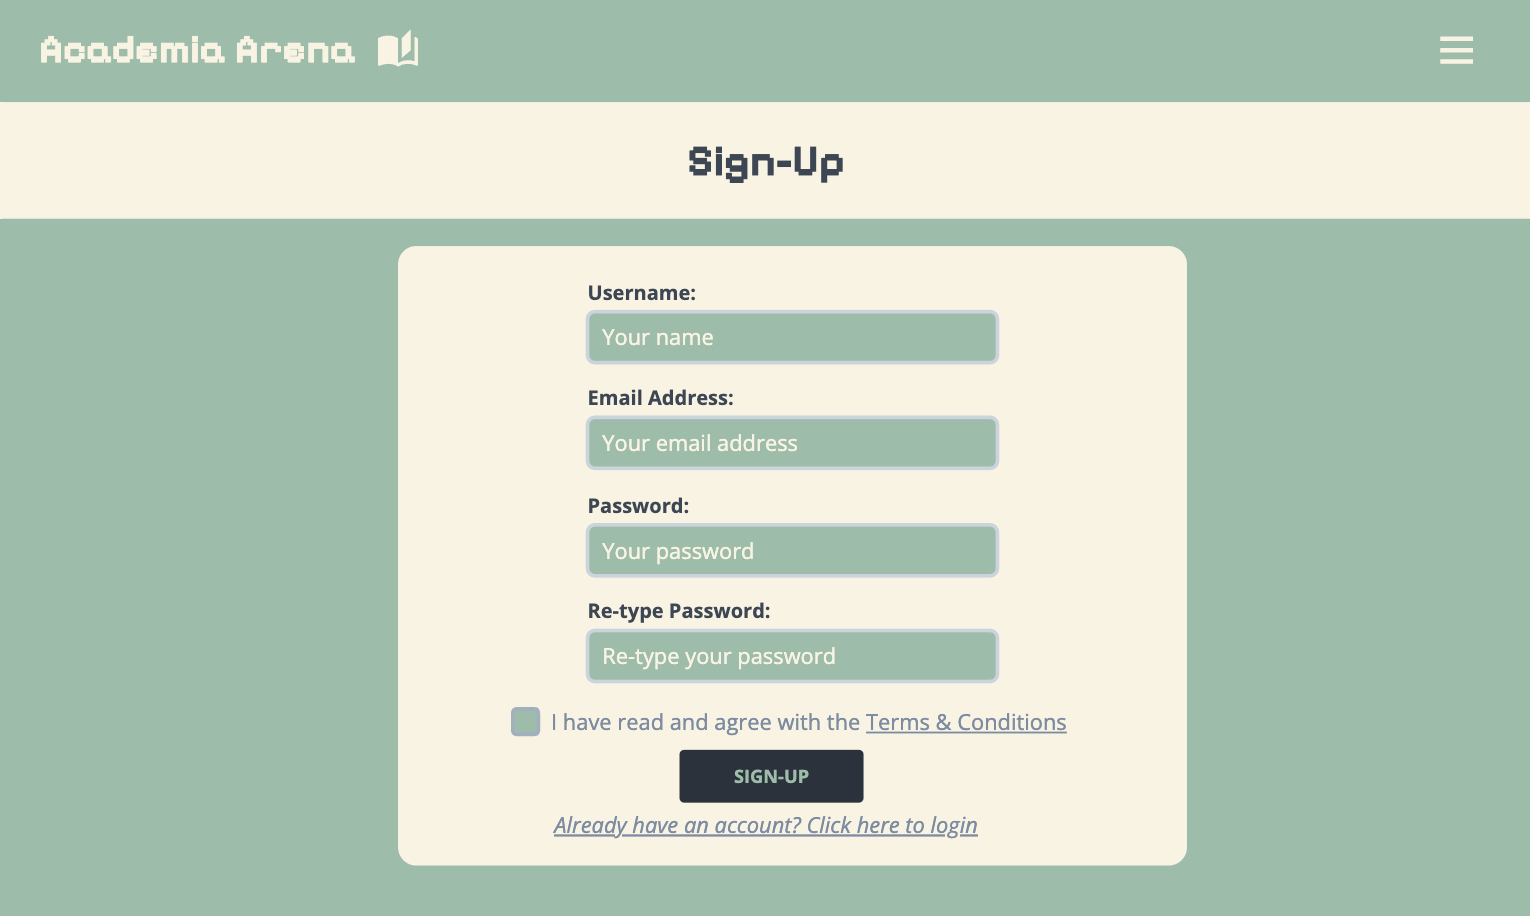 Academia Arena
Sign-Up
Username:
Your name
Email Address:
Your email address
Password:
Your password
Re-type Password:
Re-type your password
I have read and agree with the Terms & Conditions
SIGN-UP
Already have an account? Click here to login